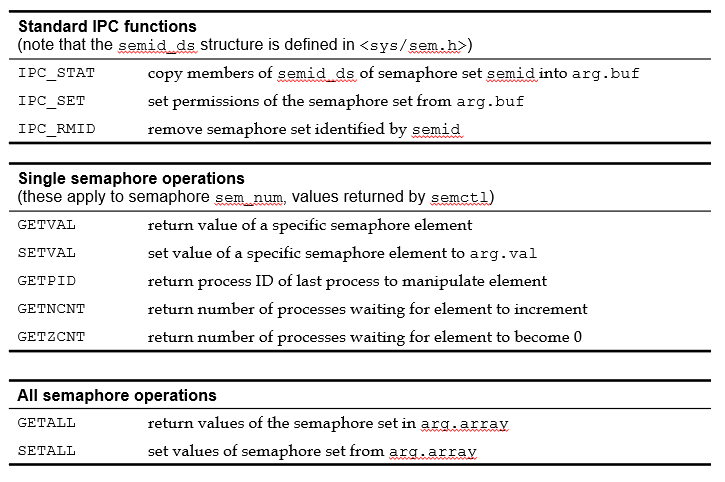 Standard IPC functions
(note that the semid_ds structure is defined in <sys/sem.h>)
IPC_STAT copy members of semid_ds of semaphore set semid into arg.buf
IPC_SET set permissions of the semaphore set from arg.buf
IPC_RMID remove semaphore set identified by semid
Single semaphore operations
(these apply to semaphore sem_num, values returned by semctl)
GETVAL return value of a specific semaphore element
SETVAL set value of a specific semaphore element to arg.val
GETPID return process ID of last process to manipulate element
GETNCNT return number of processes waiting for element to increment
GETZCNT return number of processes waiting for element to become 0
All semaphore operations
GETALL return values of the semaphore set in arg.array
SETALL set values of semaphore set from arg.array